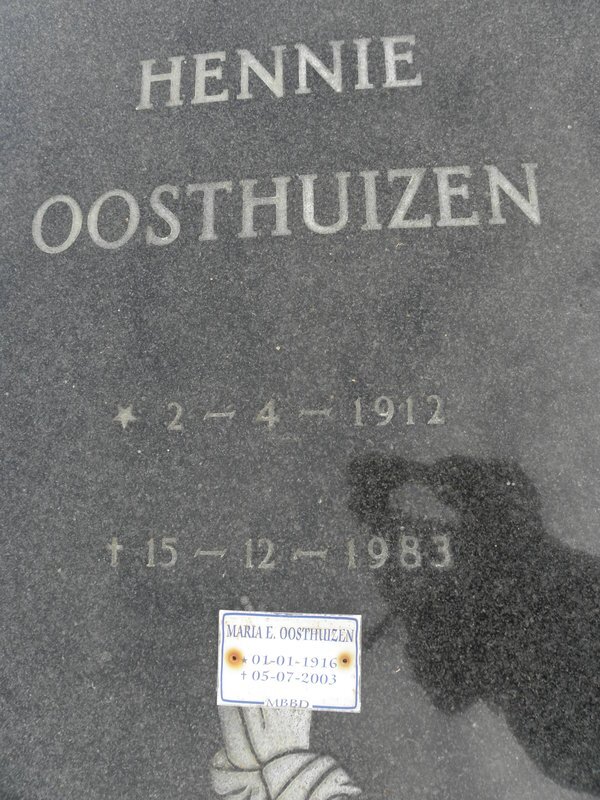 HENNIE
OOSTHUIZEN
★ 2 – 4 – 1912
† 15 – 12 – 1983
MARIA E. OOSTHUIZEN
★ 01-01-1916
† 05-07-2003
MBBD